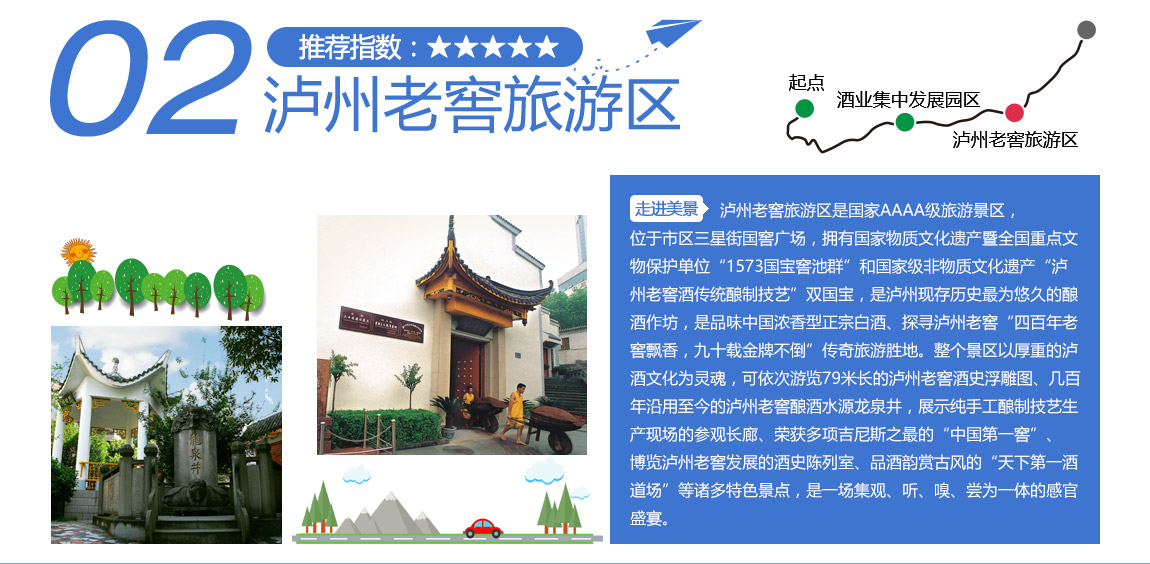 02
推荐指数：★★★★★
泸州老窖旅游区
起点
酒业集中发展园区
泸州老窖旅游区
走进美景
泸州老窖旅游区是国家AAAA级旅游景区，
位于市区三星街国窖广场，拥有国家物质文化遗产暨全国重点文
物保护单位“1573国宝窖池群”和国家级非物质文化遗产“泸
州老窖酒传统酿制技艺”双国宝，是泸州现存历史最为悠久的酿
酒作坊，是品味中国浓香型正宗白酒、探寻泸州老窖“四百年老
窖飘香，九十载金牌不倒”传奇旅游胜地。整个景区以厚重的泸
酒文化为灵魂，可依次游览79米长的泸州老窖酒史浮雕图、几百
年沿用至今的泸州老窖酿酒水源龙泉井，展示纯手工酿制技艺生
产现场的参观长廊、荣获多项吉尼斯之最的“中国第一窖”、
博览泸州老窖发展的酒史陈列室、品酒韵赏古风的“天下第一酒
道场”等诸多特色景点，是一场集观、听、嗅、尝为一体的感官
盛宴。
龍泉井